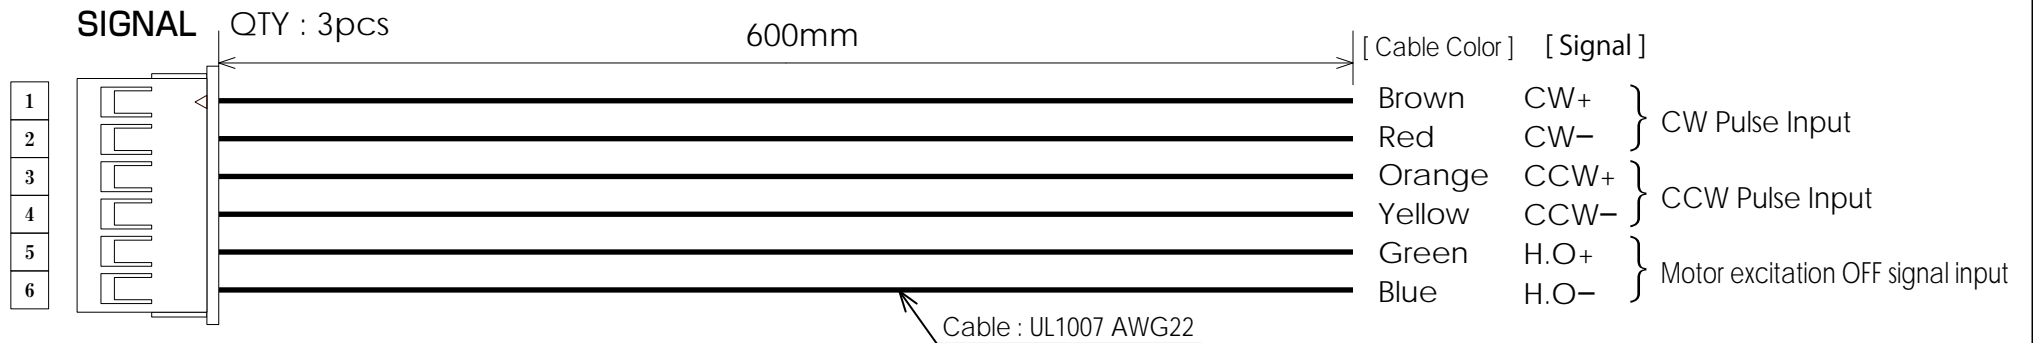 SIGNAL QTY : 3pcs
600mm
[ Cable Color ] [ Signal ]
1 Brown CW+
2 Red CW−
CW Pulse Input
3 Orange CCW+
4 Yellow CCW−
CCW Pulse Input
5 Green H.O+
6 Blue H.O−
Motor excitation OFF signal input
Cable : UL1007 AWG22